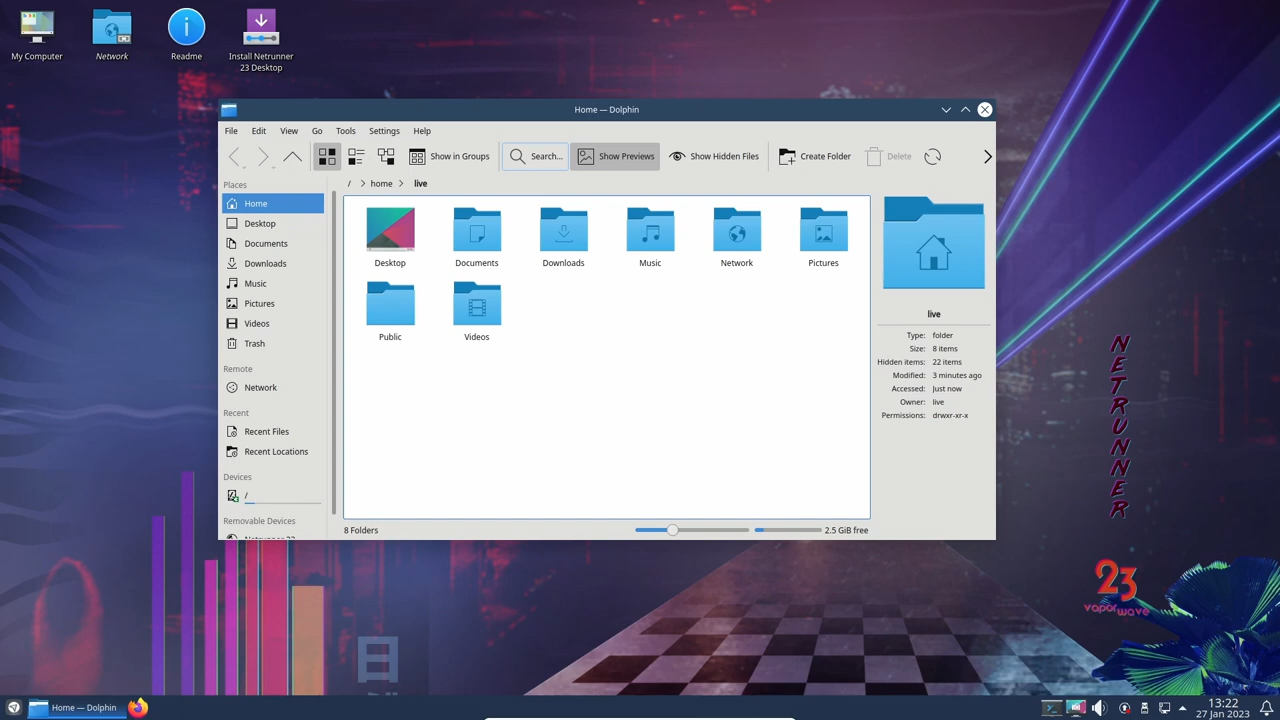 My Computer
Network
Readme
Install Netrunner
23 Desktop
Home — Dolphin
File Edit View Go Tools Settings Help
Show in Groups Search... Show Previews Show Hidden Files Create Folder Delete
Places
/ home live
Home
Desktop
Documents
Downloads
Music
Pictures
Videos
Trash
Remote
Network
Recent
Recent Files
Recent Locations
Devices
/
Removable Devices
Netrunner 23
Desktop
Documents
Downloads
Music
Network
Pictures
Public
Videos
8 Folders
2.5 GiB free
live
Type: folder
Size: 8 items
Hidden items: 22 items
Modified: 3 minutes ago
Accessed: Just now
Owner: live
Permissions: drwxr-xr-x
NETRUNNER
23
vaporwave
Home — Dolphin
13:22
27 Jan 2023